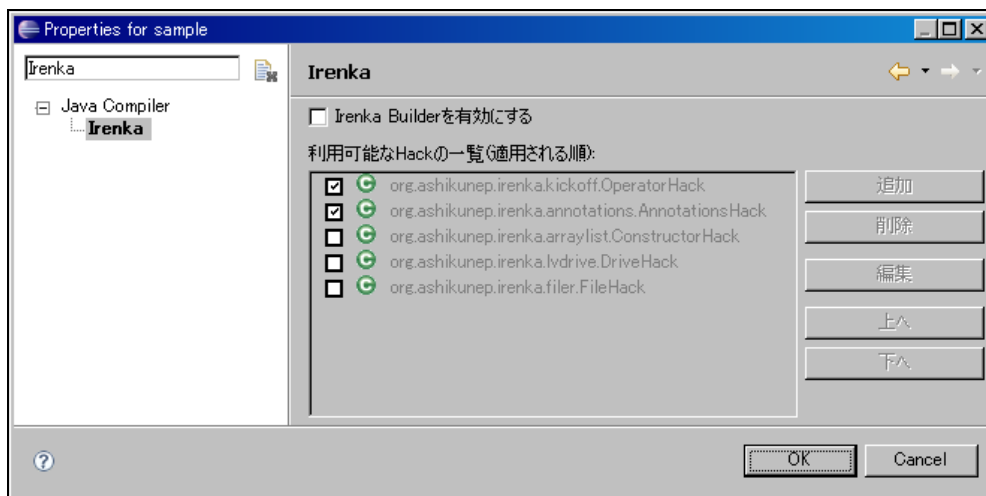 Properties for sample
Irenka
Java Compiler
Irenka
Irenka
Irenka Builderを有効にする
利用可能なHackの一覧(適用される順):
org.ashikunep.irenka.kickoff.OperatorHack
org.ashikunep.irenka.annotations.AnnotationsHack
org.ashikunep.irenka.arraylist.ConstructorHack
org.ashikunep.irenka.lvdrive.DriveHack
org.ashikunep.irenka.filer.FileHack
追加
削除
編集
上へ
下へ
OK
Cancel